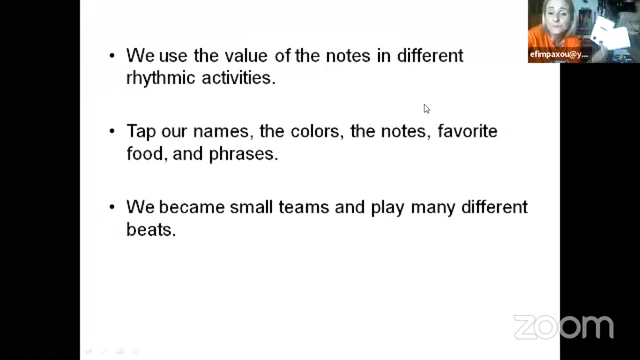 • We use the value of the notes in different
rhythmic activities.
• Tap our names, the colors, the notes, favorite
food, and phrases.
• We became small teams and play many different
beats.
efimpaxou@y...
zoom